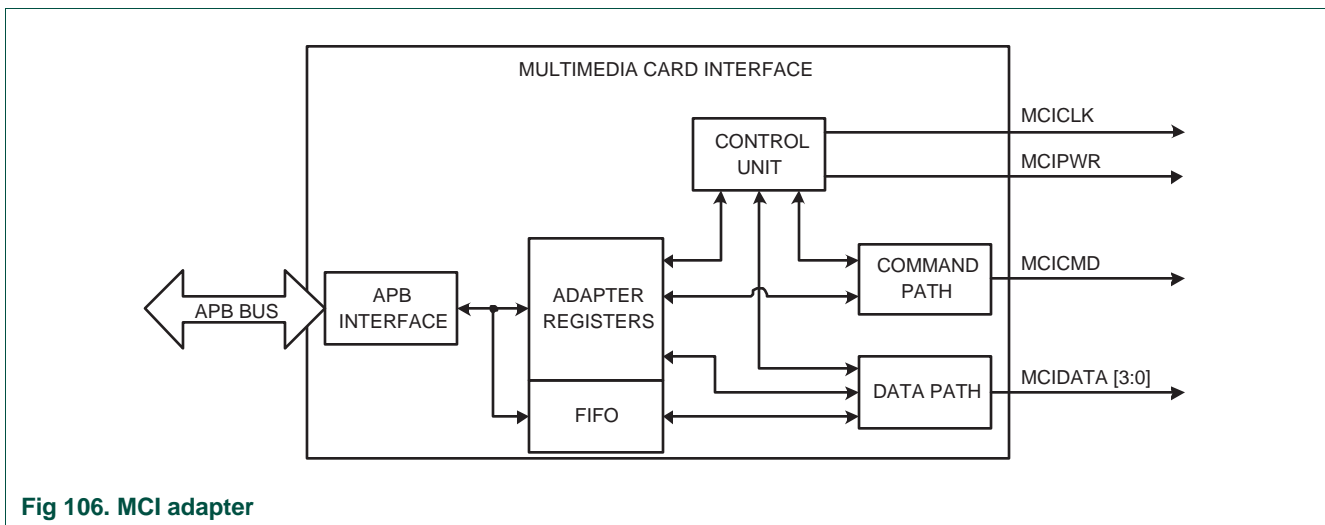 MULTIMEDIA CARD INTERFACE
MCICLK
CONTROL
UNIT
MCIPWR
APB BUS
APB
INTERFACE
ADAPTER
REGISTERS
COMMAND
PATH
MCICMD
FIFO
DATA PATH
MCIDATA [3:0]
Fig 106. MCI adapter